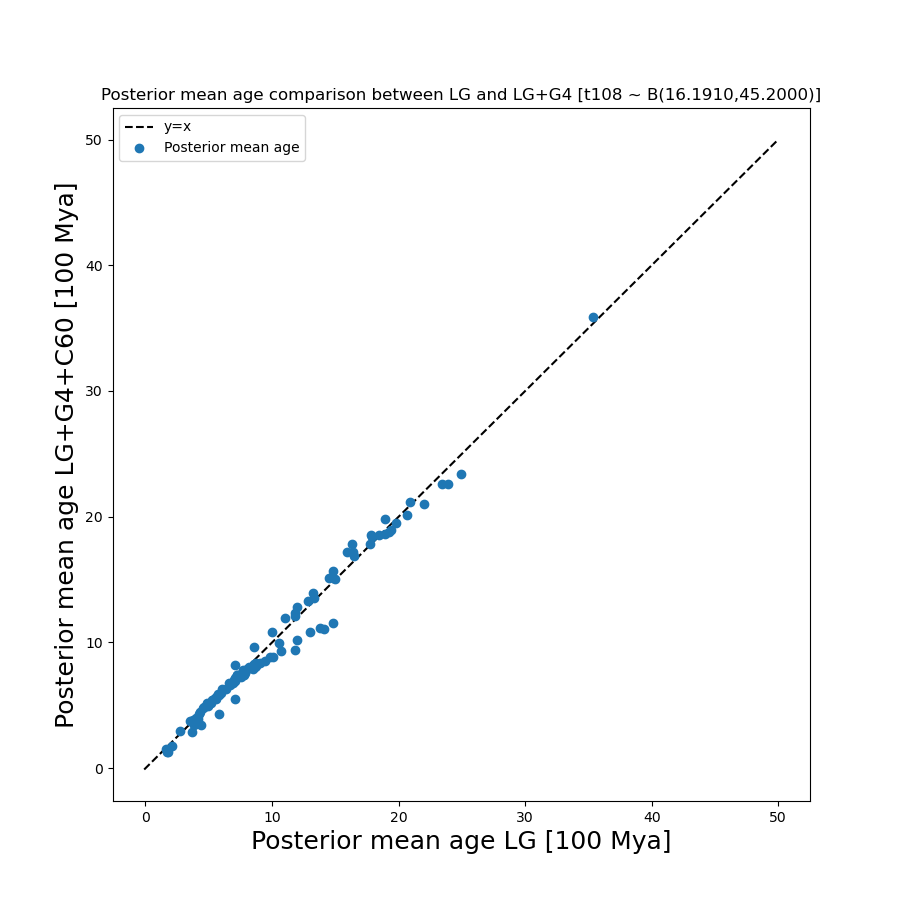 Posterior mean age comparison between LG and LG+G4 [t108 ~ B(16.1910,45.2000)]
y=x
Posterior mean age
50
40
30
20
10
0
Posterior mean age LG+G4+C60 [100 Mya]
0 10 20 30 40 50
Posterior mean age LG [100 Mya]